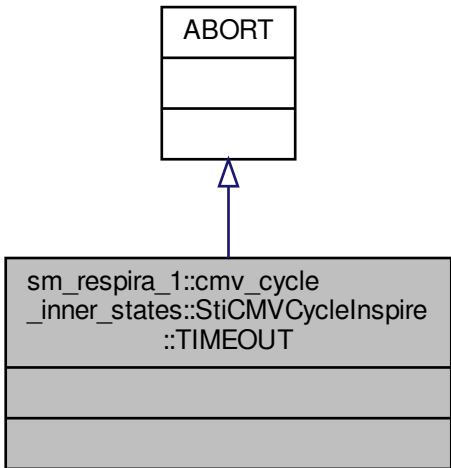 ABORT
sm_respira_1::cmv_cycle
_inner_states::StiCMVCycleInspire
::TIMEOUT